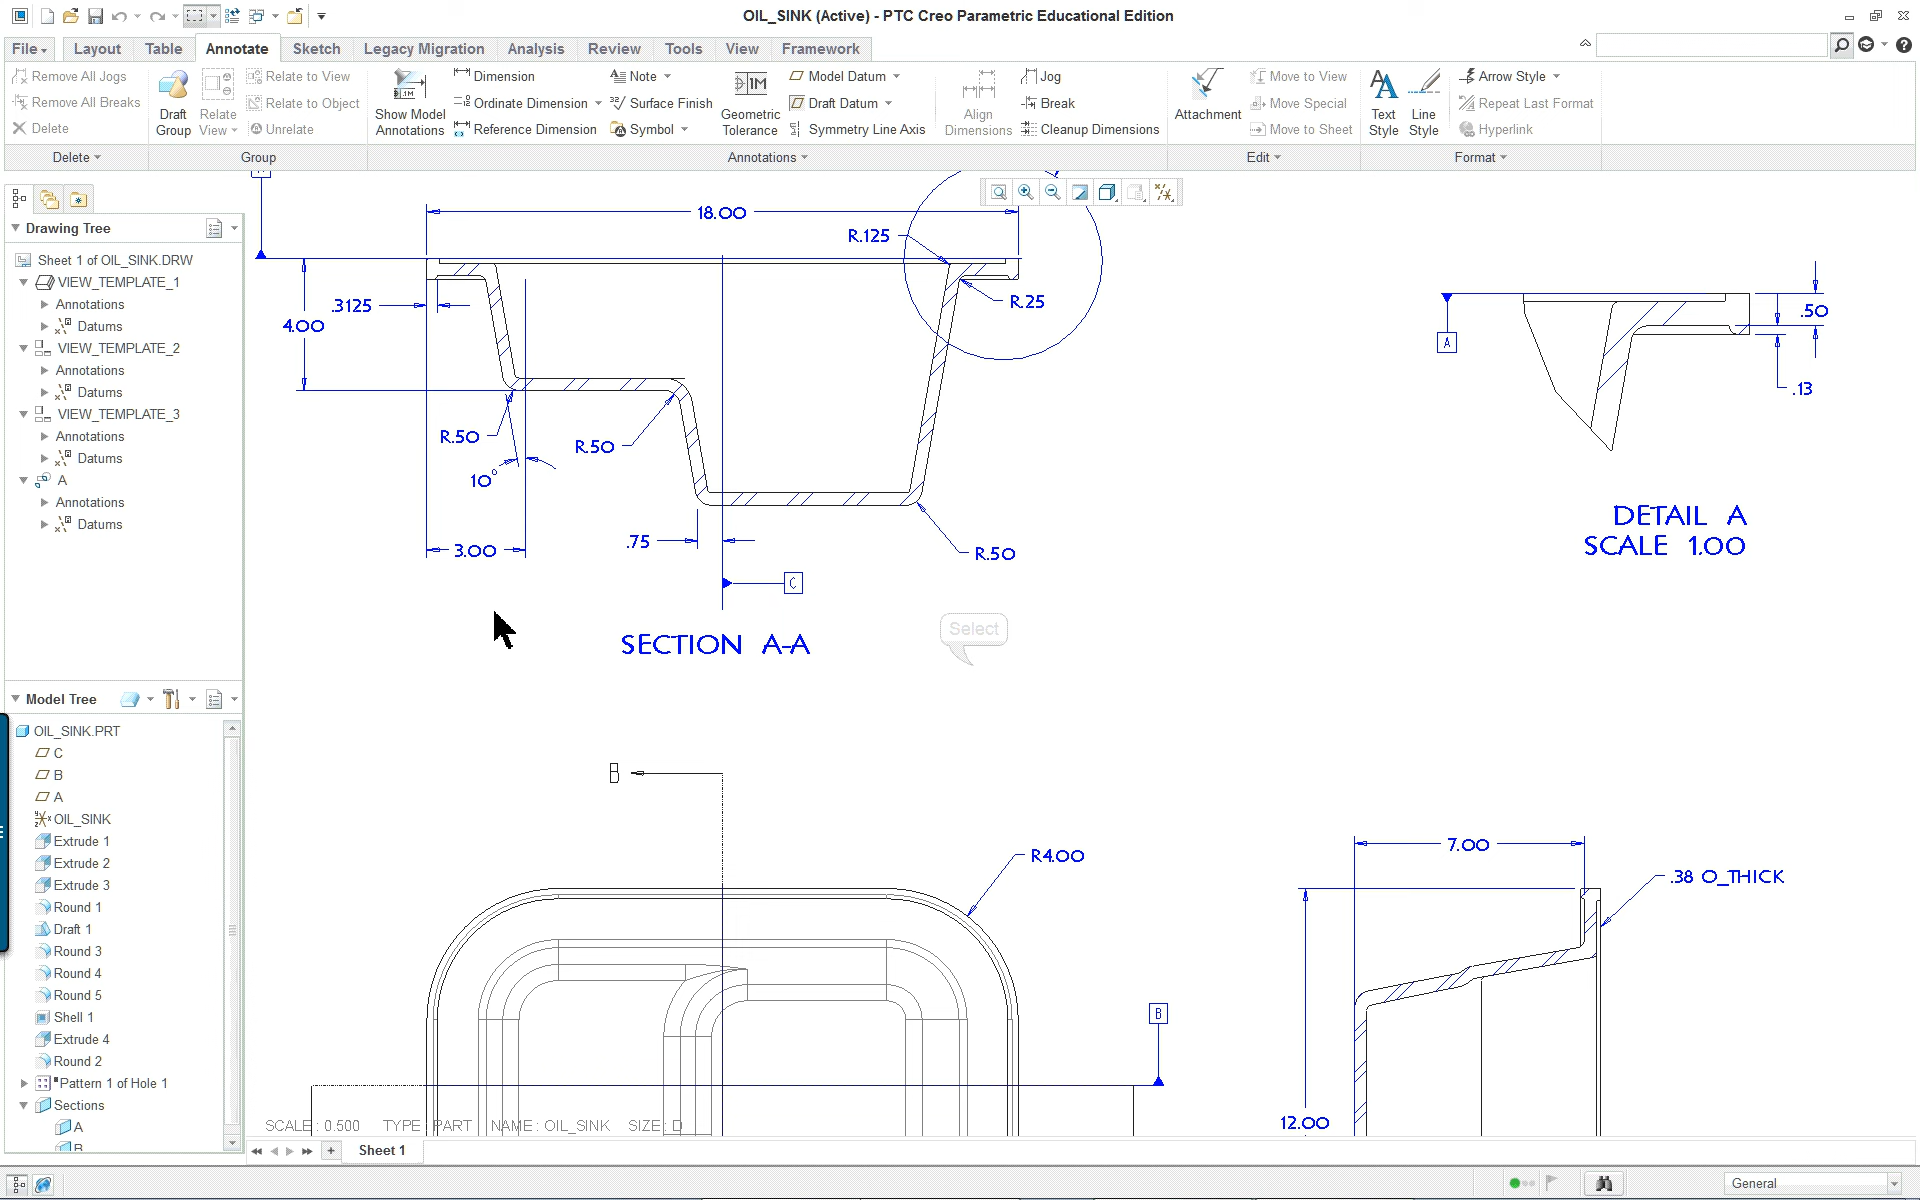 OIL_SINK (Active) - PTC Creo Parametric Educational Edition
File
Layout
Table
Annotate
Sketch
Legacy Migration
Analysis
Review
Tools
View
Framework
Remove All Jogs
Remove All Breaks
Delete
Delete
Draft Group
Relate View
Relate to View
Relate to Object
Unrelate
Group
Show Model Annotations
Dimension
Ordinate Dimension
Reference Dimension
Note
Surface Finish
Symbol
Geometric Tolerance
Model Datum
Draft Datum
Symmetry Line Axis
Align Dimensions
Jog
Break
Cleanup Dimensions
Annotations
Attachment
Move to View
Move Special
Move to Sheet
Edit
Text Style
Line Style
Arrow Style
Repeat Last Format
Hyperlink
Format
Drawing Tree
Sheet 1 of OIL_SINK.DRW
VIEW_TEMPLATE_1
Annotations
Datums
VIEW_TEMPLATE_2
Annotations
Datums
VIEW_TEMPLATE_3
Annotations
Datums
A
Annotations
Datums
Model Tree
OIL_SINK.PRT
C
B
A
OIL_SINK
Extrude 1
Extrude 2
Extrude 3
Round 1
Draft 1
Round 3
Round 4
Round 5
Shell 1
Extrude 4
Round 2
Pattern 1 of Hole 1
Sections
A
B
18.00
R.125
R.25
.3125
4.00
R.50
R.50
10°
3.00
.75
R.50
C
SECTION A-A
Select
A
.50
.13
DETAIL A
SCALE 1.00
B
R4.00
B
7.00
.38 O_THICK
12.00
SCALE : 0.500 TYPE : PART NAME : OIL_SINK SIZE : D
Sheet 1
General